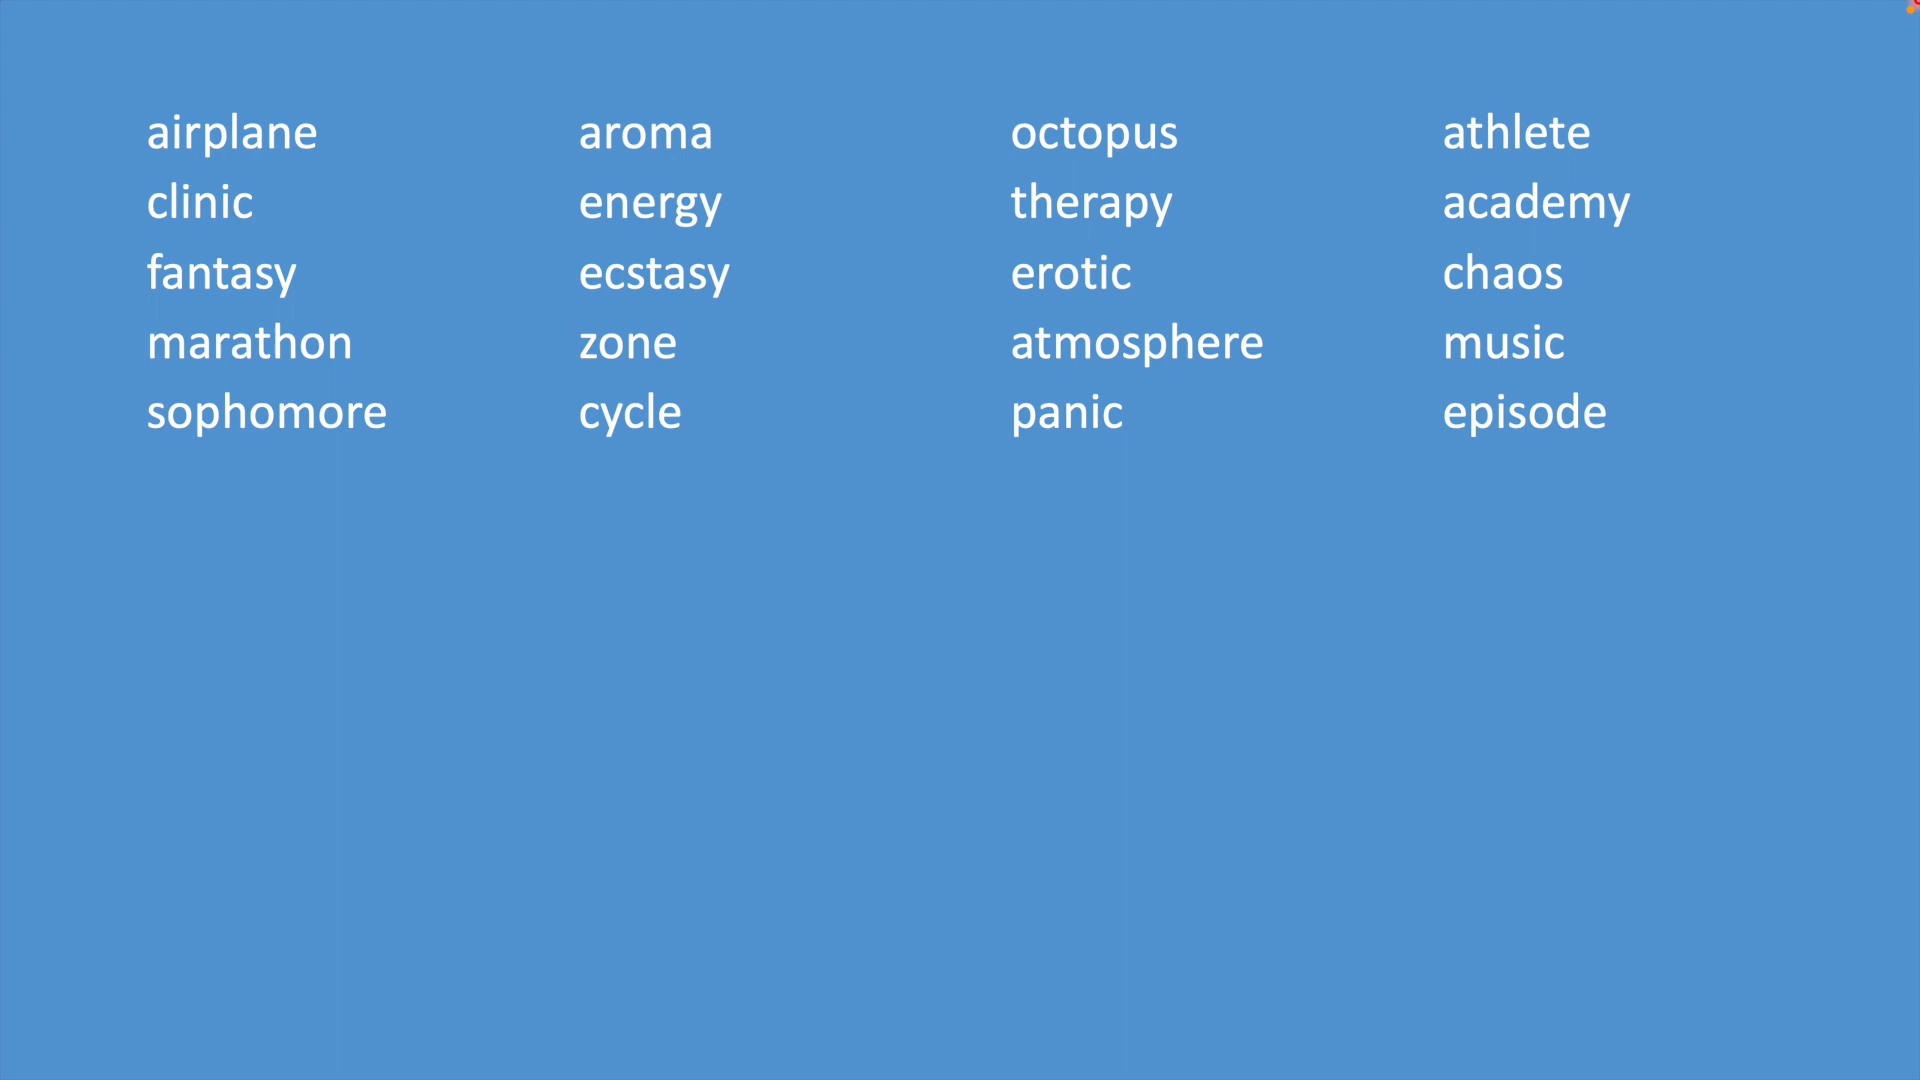 airplane aroma octopus athlete
clinic energy therapy academy
fantasy ecstasy erotic chaos
marathon zone atmosphere music
sophomore cycle panic episode